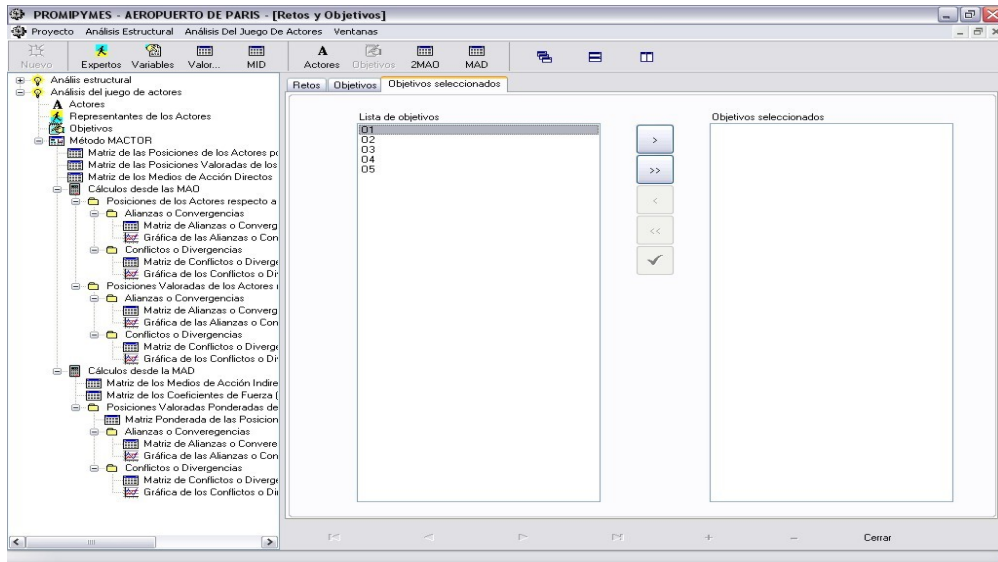 PROMIPYMES - AEROPUERTO DE PARIS - [Retos y Objetivos]
Proyecto Análisis Estructural Análisis Del Juego De Actores Ventanas
Nuevo Expertos Variables Valor... MID Actores Objetivos 2MAO MAD
Análiis estructural
Análisis del juego de actores
A Actores
Representantes de los Actores
Objetivos
Método MACTOR
Matriz de las Posiciones de los Actores po
Matriz de las Posiciones Valoradas de los
Matriz de los Medios de Acción Directos
Cálculos desde las MAO
Posiciones de los Actores respecto a
Alianzas o Convergencias
Matriz de Alianzas o Converg
Gráfica de las Alianzas o Con
Conflictos o Divergencias
Matriz de Conflictos o Diverge
Gráfica de los Conflictos o Di
Posiciones Valoradas de los Actores
Alianzas o Convergencias
Matriz de Alianzas o Converg
Gráfica de las Alianzas o Con
Conflictos o Divergencias
Matriz de Conflictos o Diverge
Gráfica de los Conflictos o Di
Cálculos desde la MAD
Matriz de los Medios de Acción Indire
Matriz de los Coeficientes de Fuerza (
Posiciones Valoradas Ponderadas de
Matriz Ponderada de las Posicion
Alianzas o Converegencias
Matriz de Alianzas o Convere
Gráfica de las Alianzas o Con
Conflictos o Divergencias
Matriz de Conflictos o Diverge
Gráfica de los Conflictos o Di
Retos Objetivos Objetivos seleccionados
Lista de objetivos
O1
O2
O3
O4
O5
>
>>
<
<<
Objetivos seleccionados
+ − Cerrar